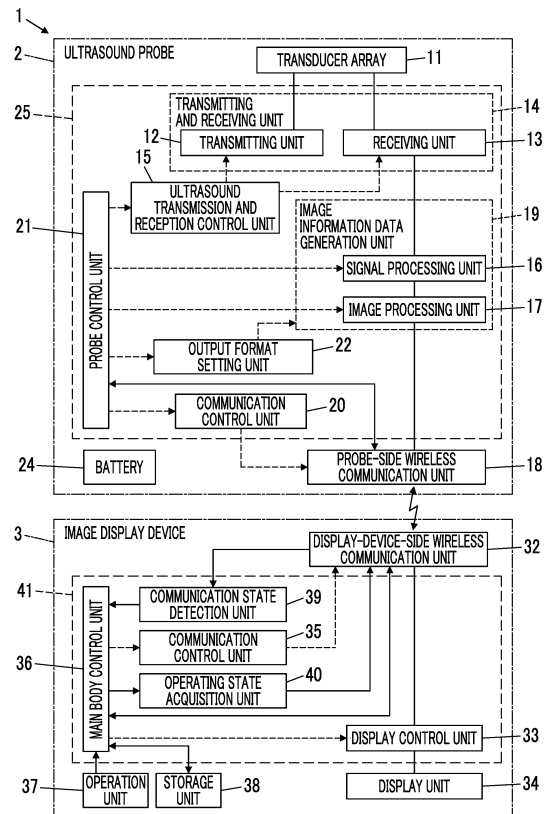 1
2
ULTRASOUND PROBE
TRANSDUCER ARRAY
11
25
TRANSMITTING
AND RECEIVING UNIT
14
12
TRANSMITTING UNIT
RECEIVING UNIT
13
15
ULTRASOUND
TRANSMISSION AND
RECEPTION CONTROL UNIT
21
PROBE CONTROL UNIT
IMAGE
INFORMATION DATA
GENERATION UNIT
19
SIGNAL PROCESSING UNIT
16
IMAGE PROCESSING UNIT
17
OUTPUT FORMAT
SETTING UNIT
22
COMMUNICATION
CONTROL UNIT
20
24
BATTERY
PROBE-SIDE WIRELESS
COMMUNICATION UNIT
18
3
IMAGE DISPLAY DEVICE
DISPLAY-DEVICE-SIDE WIRELESS
COMMUNICATION UNIT
32
41
36
MAIN BODY CONTROL UNIT
COMMUNICATION STATE
DETECTION UNIT
39
COMMUNICATION
CONTROL UNIT
35
OPERATING STATE
ACQUISITION UNIT
40
DISPLAY CONTROL UNIT
33
37
OPERATION
UNIT
STORAGE
UNIT
38
DISPLAY UNIT
34